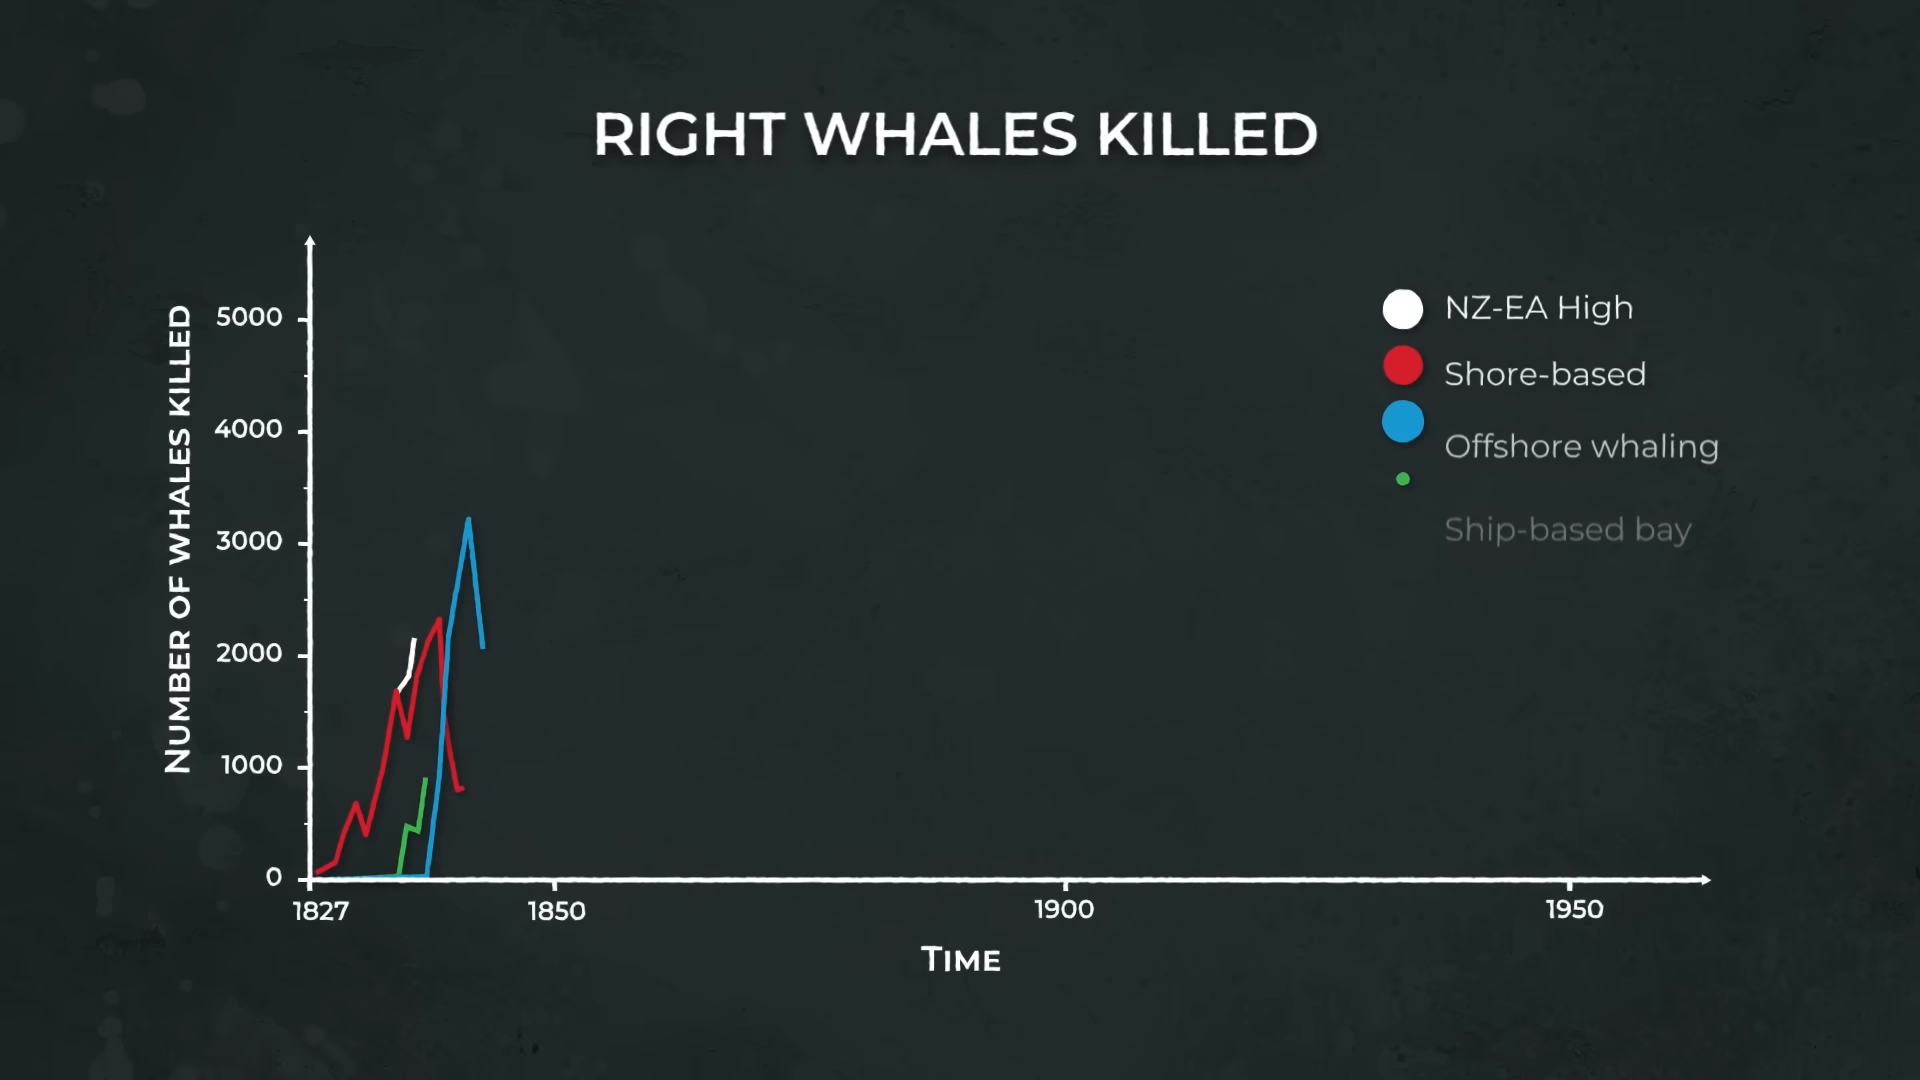 RIGHT WHALES KILLED
NUMBER OF WHALES KILLED
5000
4000
3000
2000
1000
0
1827
1850
1900
1950
TIME
NZ-EA High
Shore-based
Offshore whaling
Ship-based bay